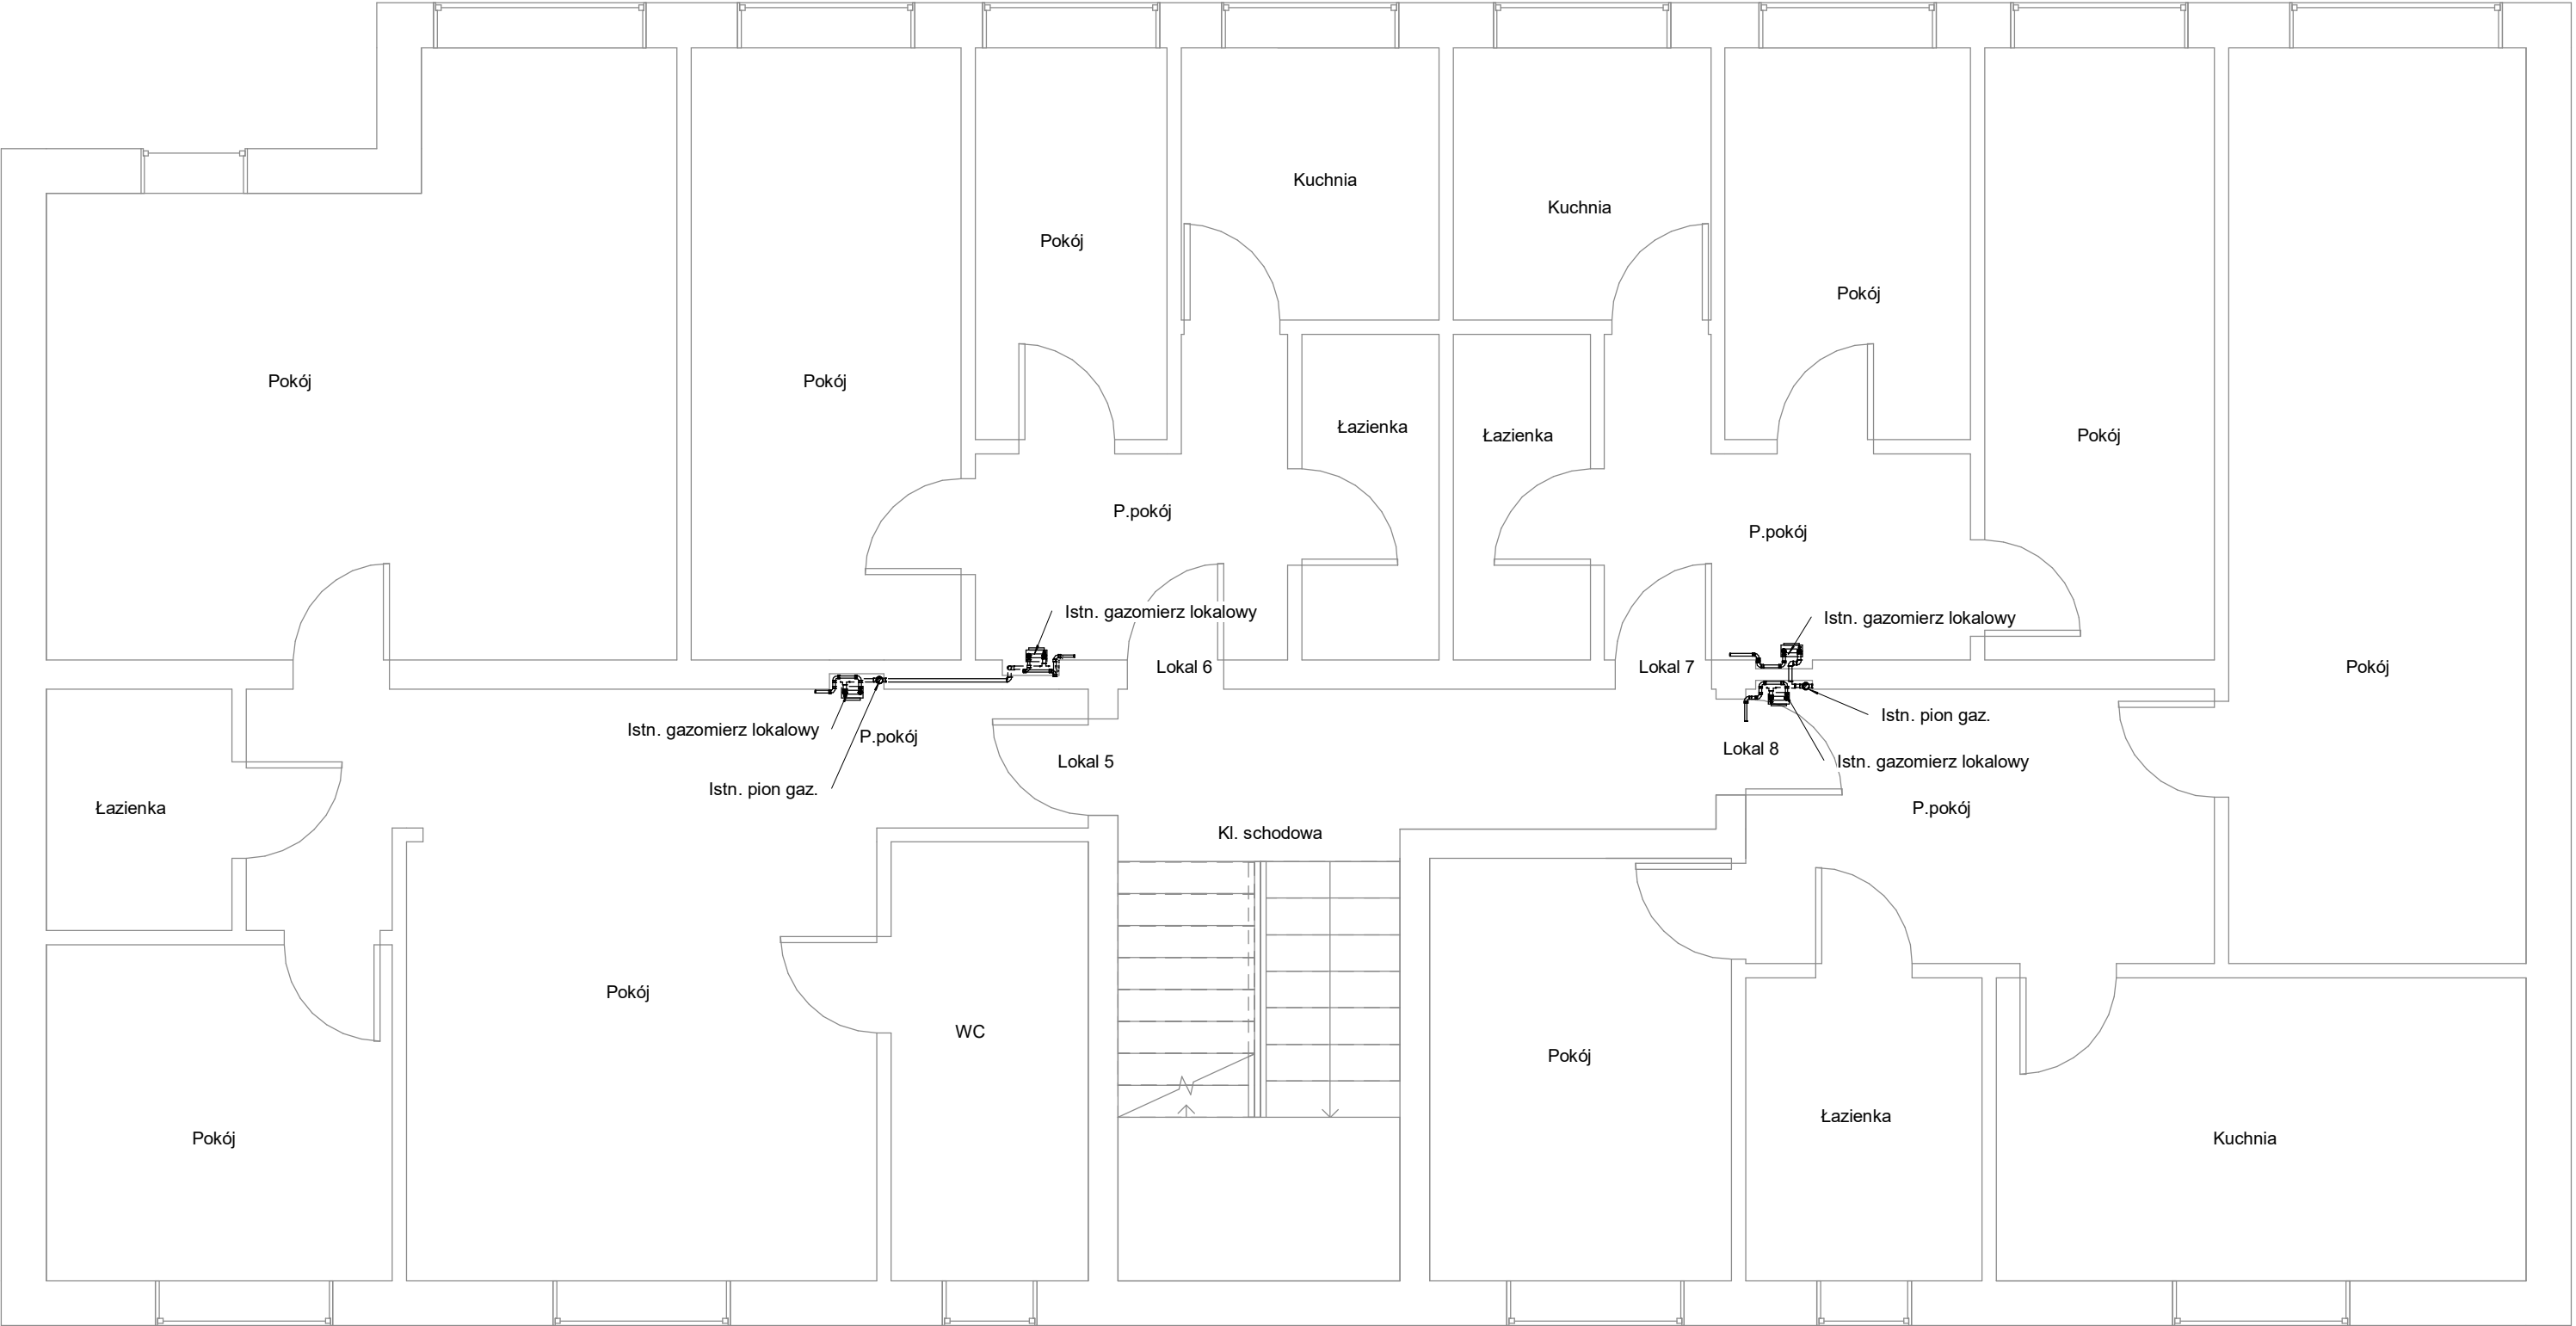 Kuchnia
Kuchnia
Pokój
Pokój
Pokój
Pokój
Łazienka
Łazienka
Pokój
P.pokój
P.pokój
Istn. gazomierz lokalowy
Istn. gazomierz lokalowy
Lokal 6
Lokal 7
Pokój
Istn. pion gaz.
Istn. gazomierz lokalowy
P.pokój
Lokal 8
Lokal 5
Istn. gazomierz lokalowy
Istn. pion gaz.
Łazienka
P.pokój
Kl. schodowa
Pokój
WC
Pokój
Łazienka
Pokój
Kuchnia